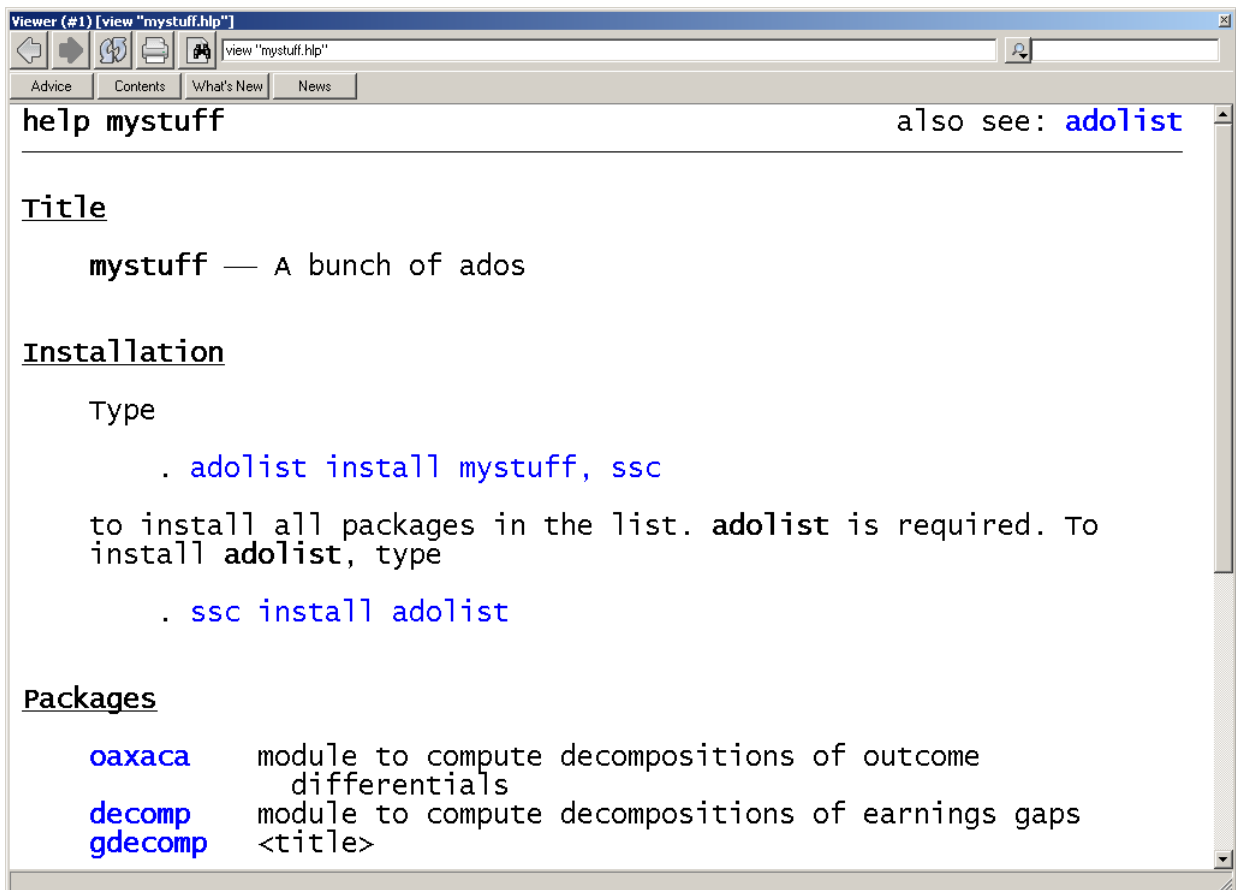 Viewer (#1) [view "mystuff.hlp"]
view "mystuff.hlp"
Advice Contents What's New News
help mystuff also see: adolist
Title
mystuff — A bunch of ados
Installation
Type
. adolist install mystuff, ssc
to install all packages in the list. adolist is required. To
install adolist, type
. ssc install adolist
Packages
oaxaca module to compute decompositions of outcome
differentials
decomp module to compute decompositions of earnings gaps
gdecomp <title>